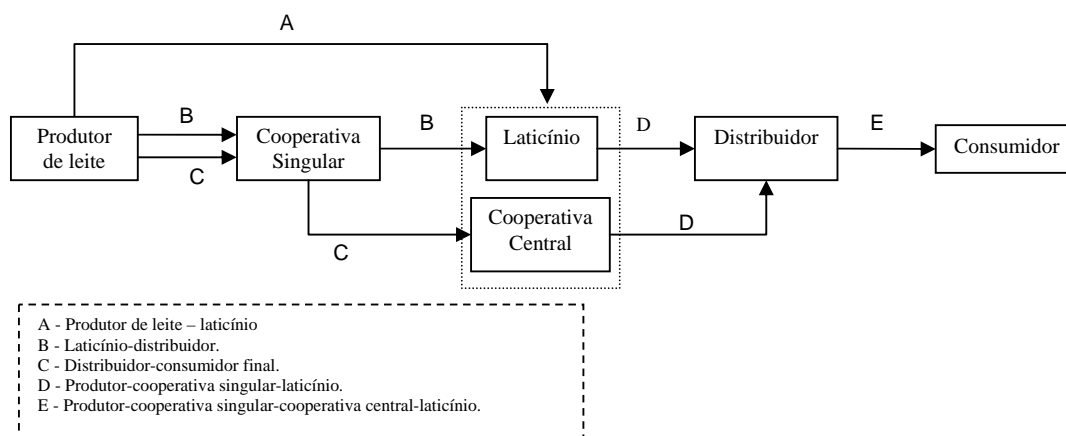 A
Produtor
de leite
B
C
Cooperativa
Singular
B
C
Laticínio
Cooperativa
Central
D
D
Distribuidor
E
Consumidor
A - Produtor de leite – laticínio
B - Laticínio-distribuidor.
C - Distribuidor-consumidor final.
D - Produtor-cooperativa singular-laticínio.
E - Produtor-cooperativa singular-cooperativa central-laticínio.